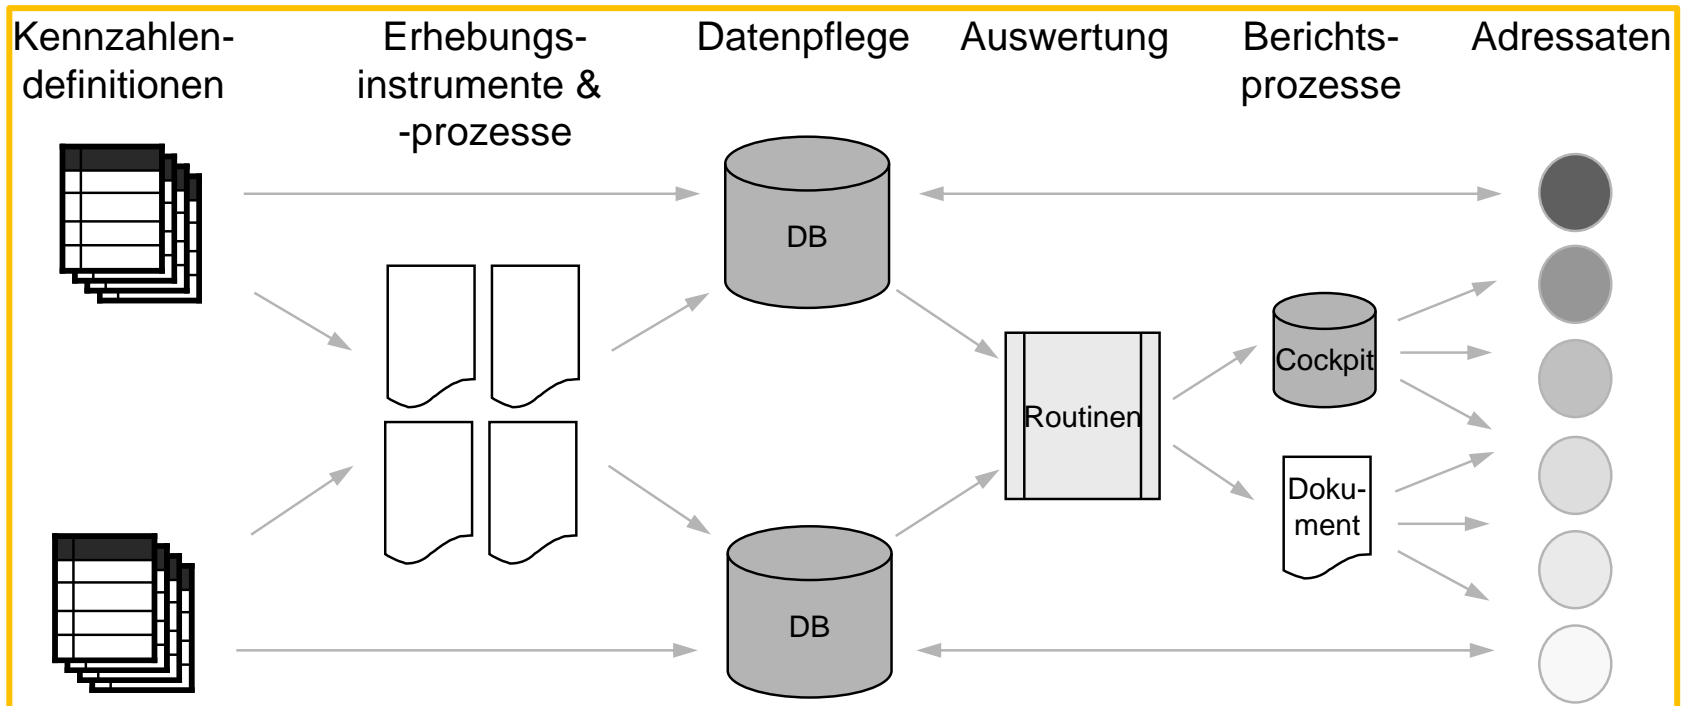 Kennzahlen-
definitionen
Erhebungs-
instrumente &
-prozesse
Datenpflege
Auswertung
Berichts-
prozesse
Adressaten
DB
Cockpit
Routinen
Doku-
ment
DB